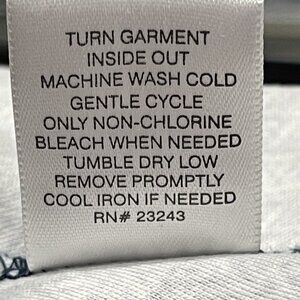 TURN GARMENT
INSIDE OUT
MACHINE WASH COLD
GENTLE CYCLE
ONLY NON-CHLORINE
BLEACH WHEN NEEDED
TUMBLE DRY LOW
REMOVE PROMPTLY
COOL IRON IF NEEDED
RN# 23243